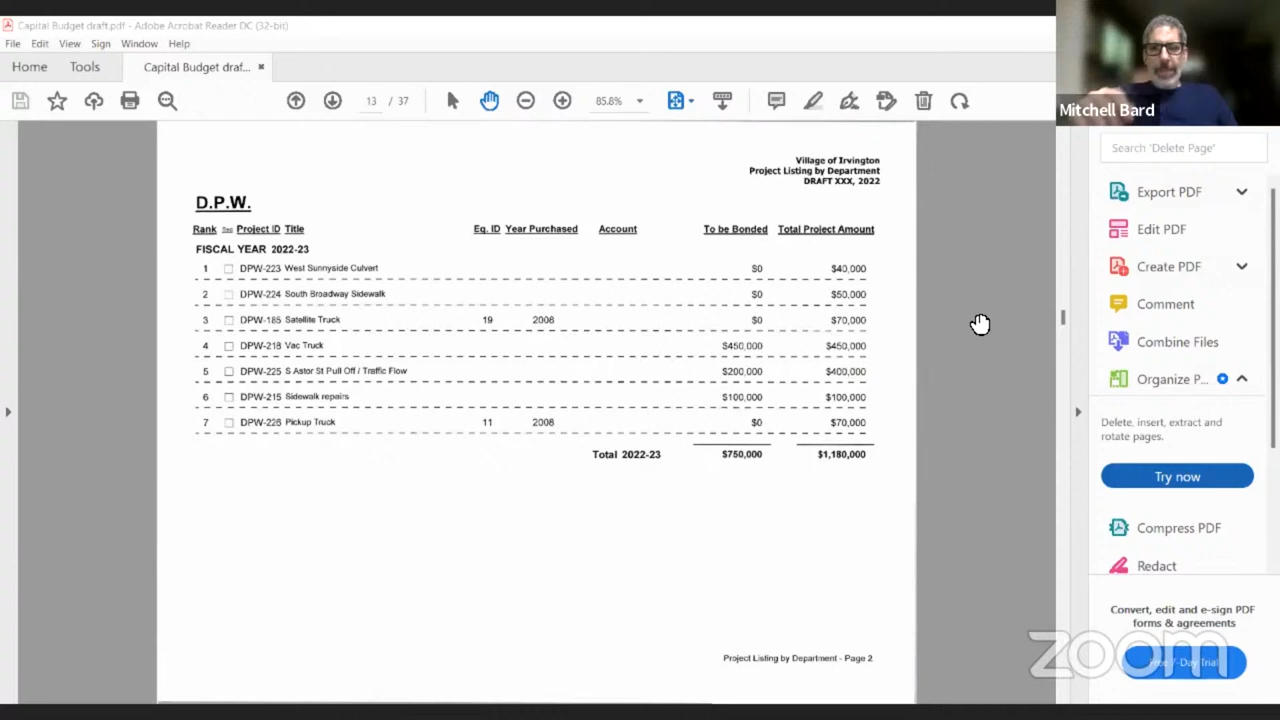 Capital Budget draft.pdf - Adobe Acrobat Reader DC (32-bit)
File Edit View Sign Window Help
Home Tools Capital Budget draf... ×
13 / 37 85.8%
Mitchell Bard
Search 'Delete Page'
Export PDF
Edit PDF
Create PDF
Comment
Combine Files
Organize P...
Delete, insert, extract and
rotate pages.
Try now
Compress PDF
Redact
Convert, edit and e-sign PDF
forms & agreements
Free 7-Day Trial
zoom
Village of Irvington
Project Listing by Department
DRAFT XXX, 2022
D.P.W.
Rank Project ID Title Eq. ID Year Purchased Account To be Bonded Total Project Amount
FISCAL YEAR 2022-23
1 DPW-223 West Sunnyside Culvert $0 $40,000
2 DPW-224 South Broadway Sidewalk $0 $50,000
3 DPW-185 Satellite Truck 19 2008 $0 $70,000
4 DPW-218 Vac Truck $450,000 $450,000
5 DPW-225 S Astor St Pull Off / Traffic Flow $200,000 $400,000
6 DPW-215 Sidewalk repairs $100,000 $100,000
7 DPW-226 Pickup Truck 11 2008 $0 $70,000
Total 2022-23 $750,000 $1,180,000
Project Listing by Department - Page 2